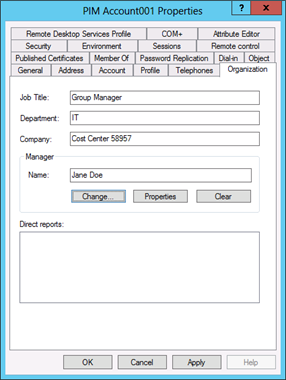 PIM Account001 Properties
? x
Remote Desktop Services Profile COM+ Attribute Editor
Security Environment Sessions Remote control
Published Certificates Member Of Password Replication Dial-in Object
General Address Account Profile Telephones Organization
Job Title: Group Manager
Department: IT
Company: Cost Center 58957
Manager
Name: Jane Doe
Change... Properties Clear
Direct reports:
OK Cancel Apply Help